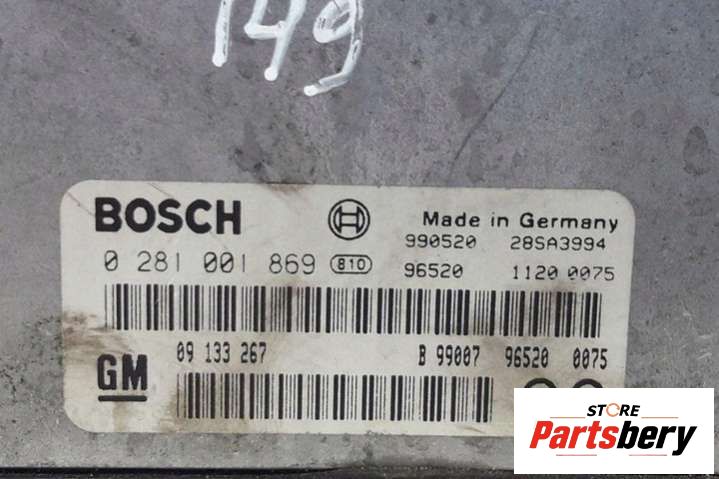 149
BOSCH Made in Germany
990520 28SA3994
0 281 001 869 810 96520 1120 0075
GM 09 133 267 B 99007 96520 0075
STORE
Partsbery